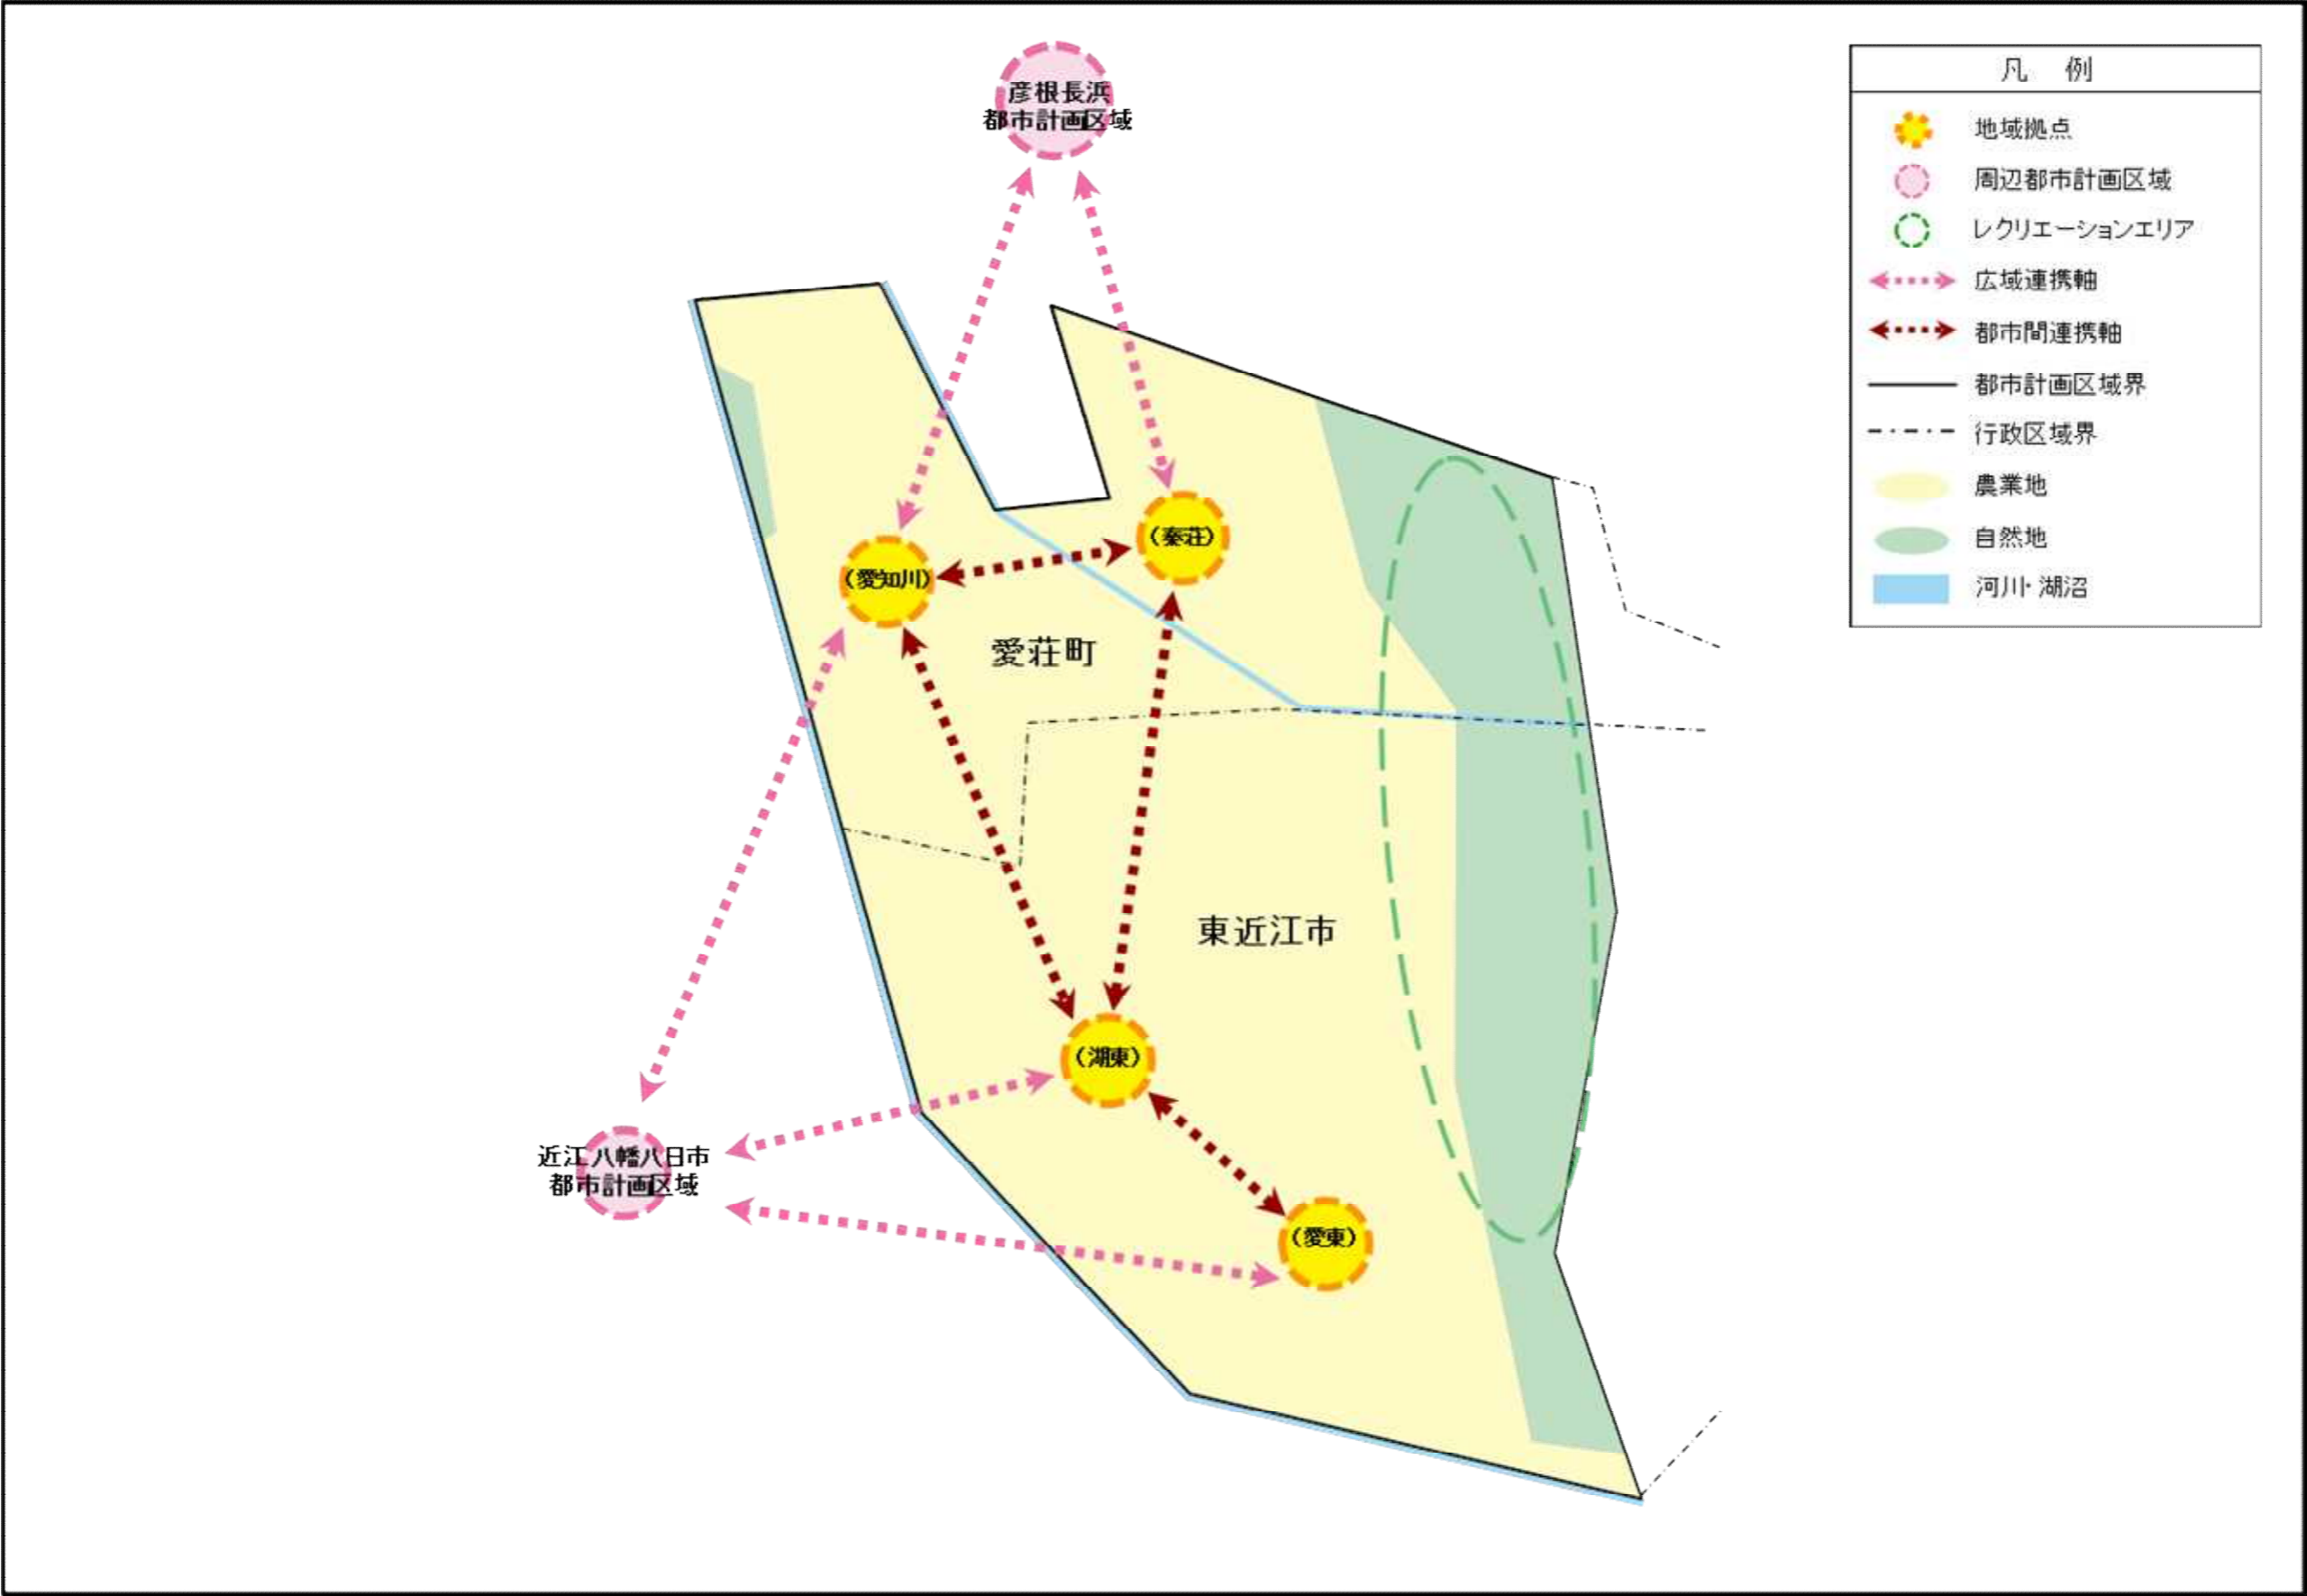 彦根長浜
都市計画区域
凡 例
地域拠点
周辺都市計画区域
レクリエーションエリア
広域連携軸
都市間連携軸
都市計画区域界
行政区域界
農業地
自然地
河川・湖沼
(秦荘)
(愛知川)
愛荘町
東近江市
(湖東)
近江八幡八日市
都市計画区域
(愛東)